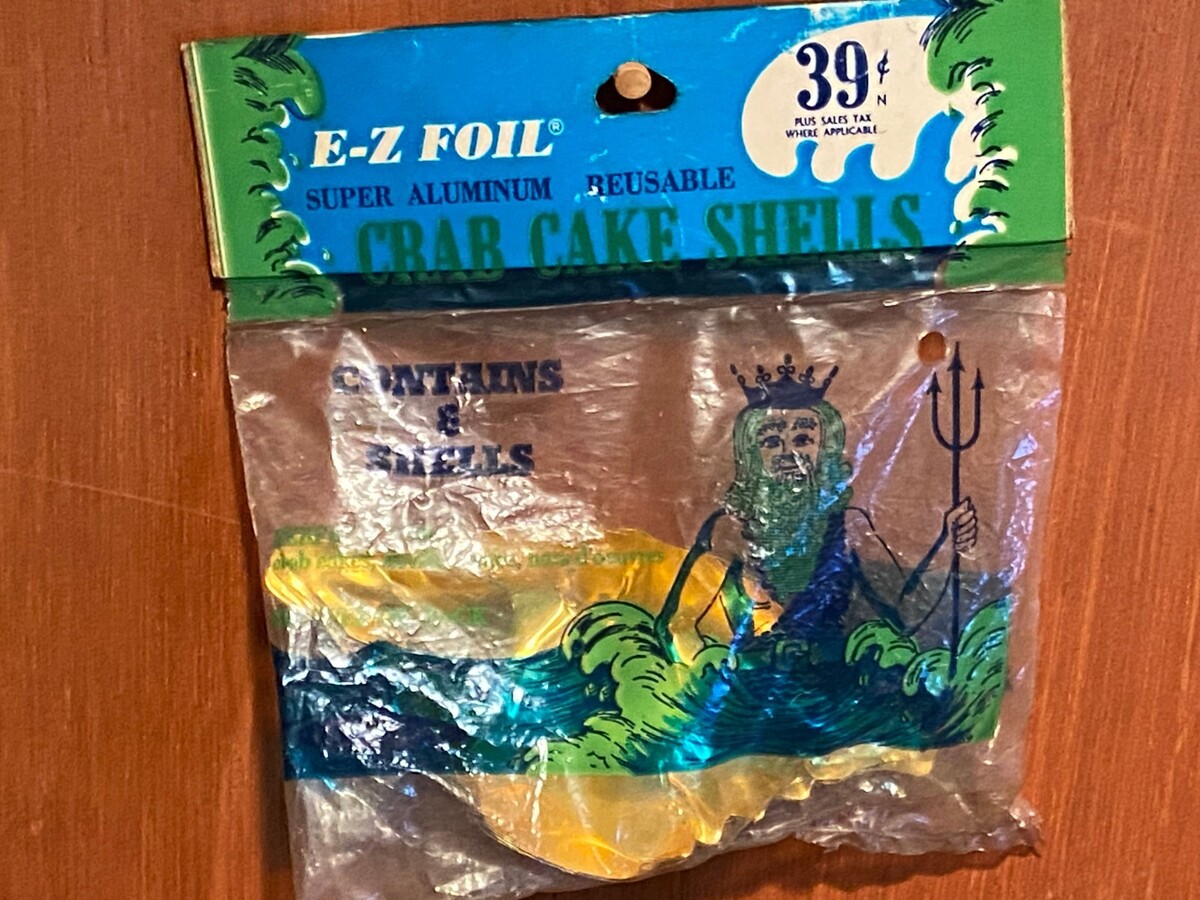 39¢
N
PLUS SALES TAX
WHERE APPLICABLE
E-Z FOIL®
SUPER ALUMINUM REUSABLE
CRAB CAKE SHELLS
CONTAINS
8
SHELLS